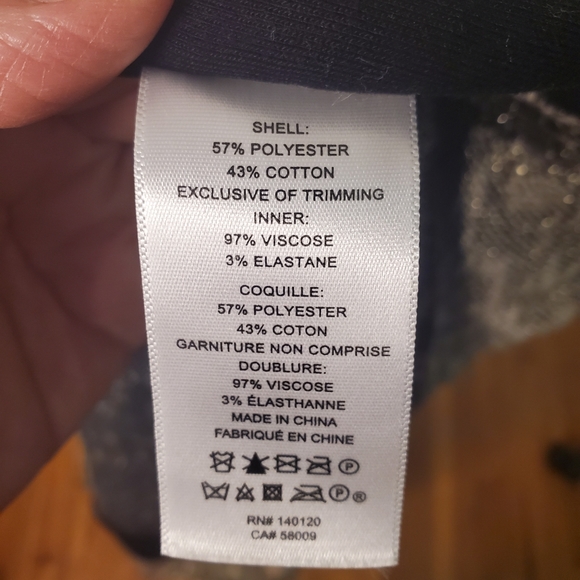 SHELL:
57% POLYESTER
43% COTTON
EXCLUSIVE OF TRIMMING
INNER:
97% VISCOSE
3% ELASTANE
COQUILLE:
57% POLYESTER
43% COTON
GARNITURE NON COMPRISE
DOUBLURE:
97% VISCOSE
3% ÉLASTHANNE
MADE IN CHINA
FABRIQUÉ EN CHINE
P
P®
RN# 140120
CA# 58009